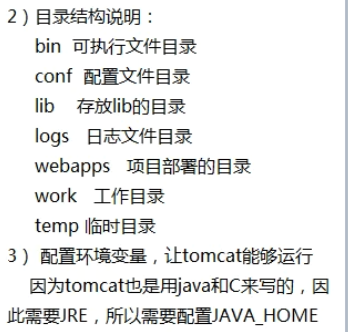 2）目录结构说明：
bin 可执行文件目录
conf 配置文件目录
lib 存放lib的目录
logs 日志文件目录
webapps 项目部署的目录
work 工作目录
temp 临时目录
3） 配置环境变量，让tomcat能够运行
因为tomcat也是用java和C来写的，因
此需要JRE，所以需要配置JAVA_HOME